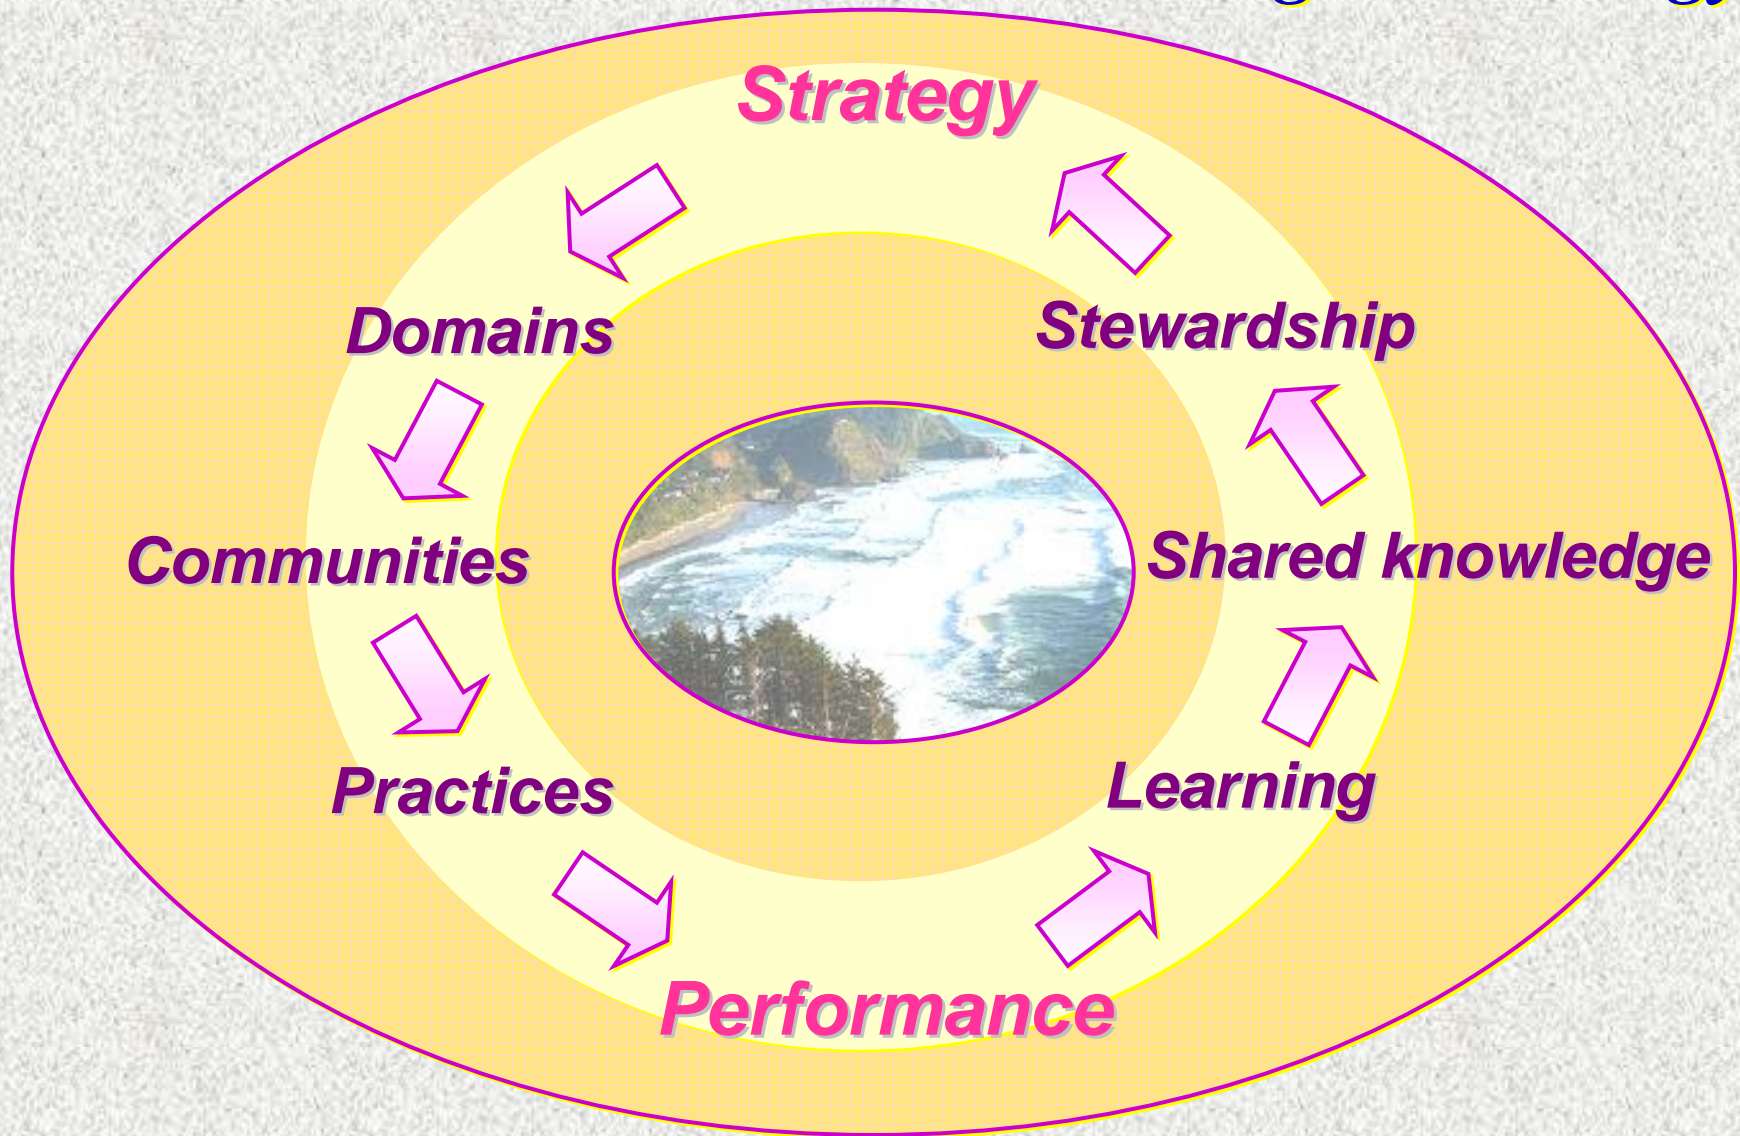 Strategy
Domains
Stewardship
Communities
Shared knowledge
Practices
Learning
Performance